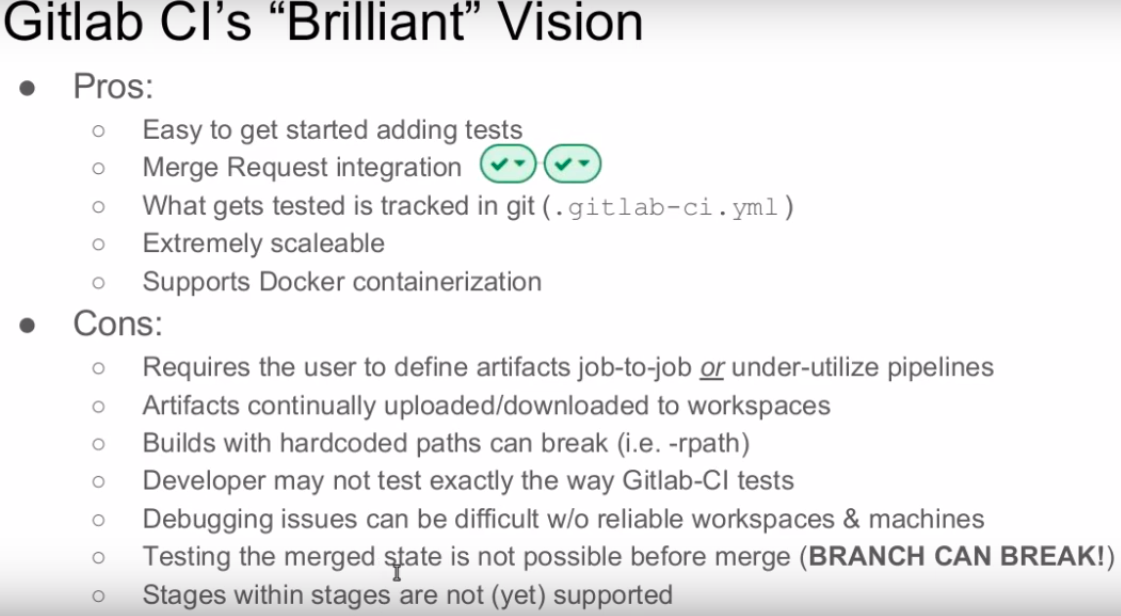 Gitlab CI's “Brilliant” Vision
● Pros:
○ Easy to get started adding tests
○ Merge Request integration
○ What gets tested is tracked in git (.gitlab-ci.yml)
○ Extremely scaleable
○ Supports Docker containerization
● Cons:
○ Requires the user to define artifacts job-to-job or under-utilize pipelines
○ Artifacts continually uploaded/downloaded to workspaces
○ Builds with hardcoded paths can break (i.e. -rpath)
○ Developer may not test exactly the way Gitlab-CI tests
○ Debugging issues can be difficult w/o reliable workspaces & machines
○ Testing the merged state is not possible before merge (BRANCH CAN BREAK!)
○ Stages within stages are not (yet) supported